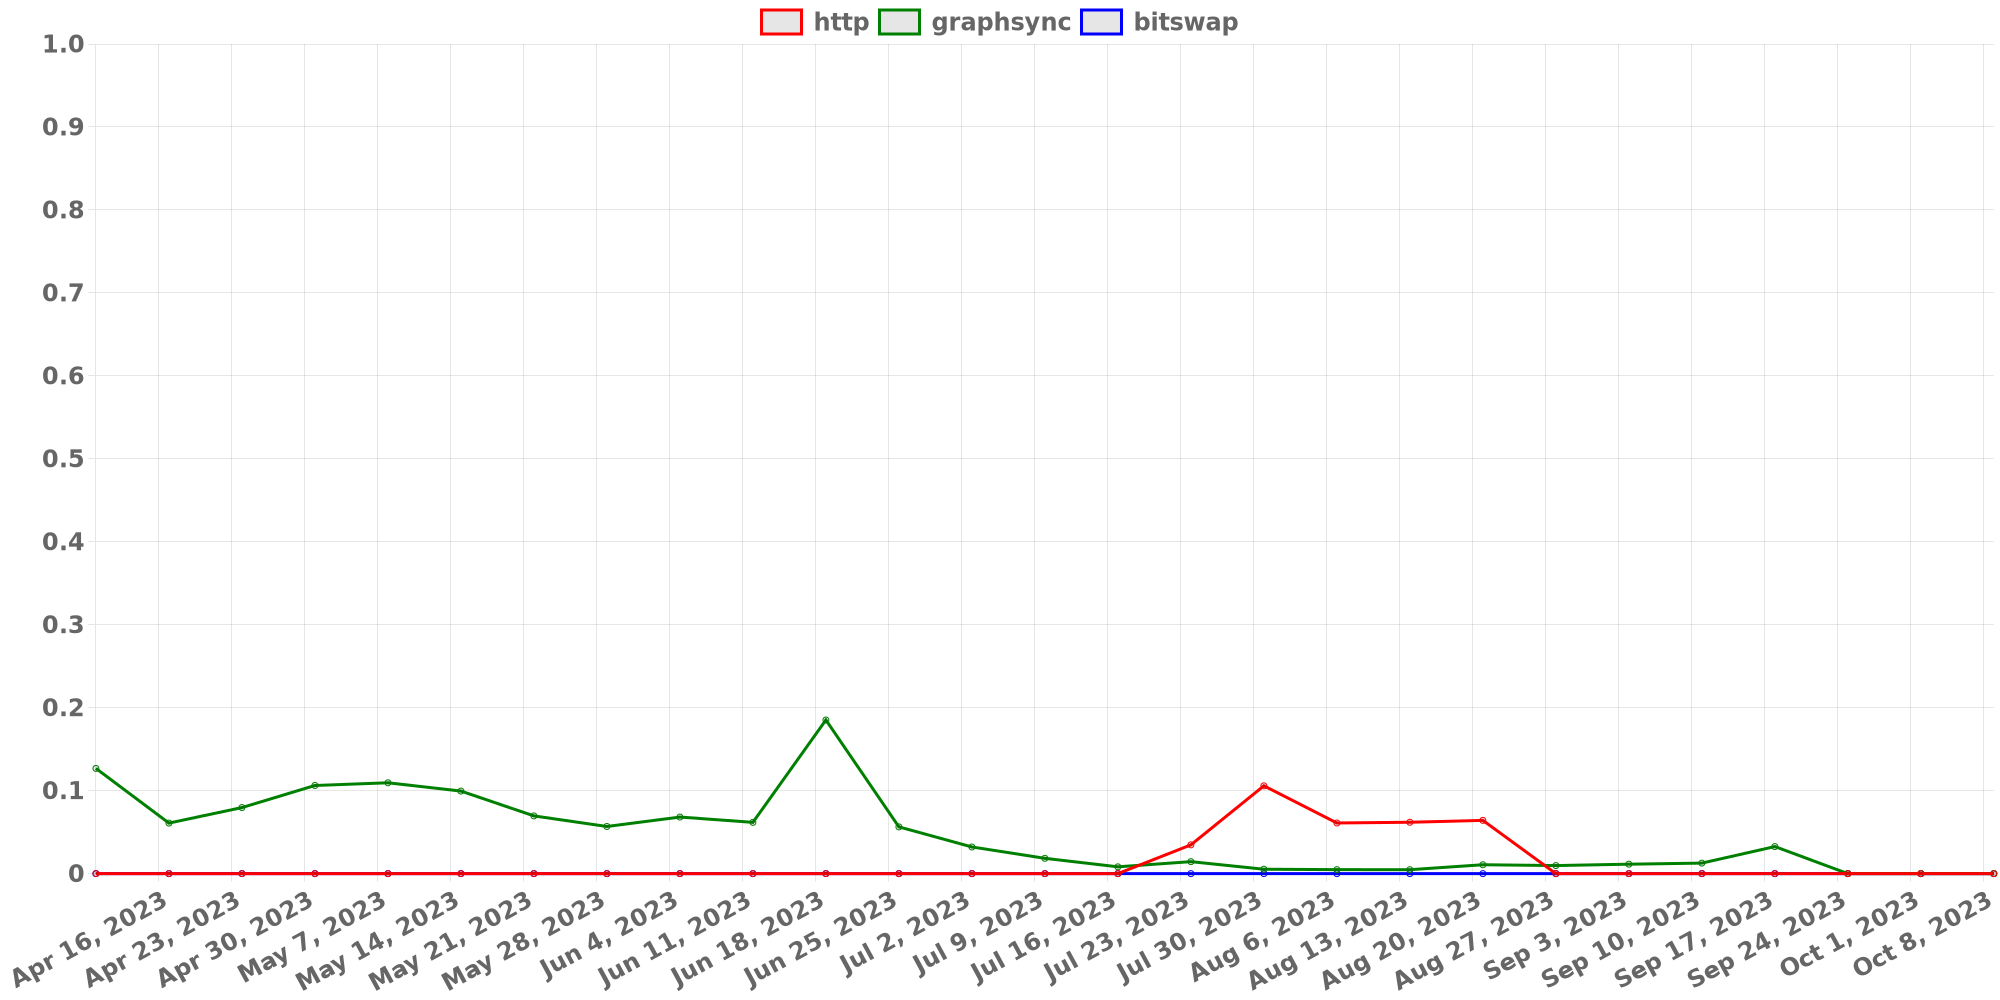 http graphsync bitswap
1.0
0.9
0.8
0.7
0.6
0.5
0.4
0.3
0.2
0.1
0
Apr 16, 2023
Apr 23, 2023
Apr 30, 2023
May 7, 2023
May 14, 2023
May 21, 2023
May 28, 2023
Jun 4, 2023
Jun 11, 2023
Jun 18, 2023
Jun 25, 2023
Jul 2, 2023
Jul 9, 2023
Jul 16, 2023
Jul 23, 2023
Jul 30, 2023
Aug 6, 2023
Aug 13, 2023
Aug 20, 2023
Aug 27, 2023
Sep 3, 2023
Sep 10, 2023
Sep 17, 2023
Sep 24, 2023
Oct 1, 2023
Oct 8, 2023